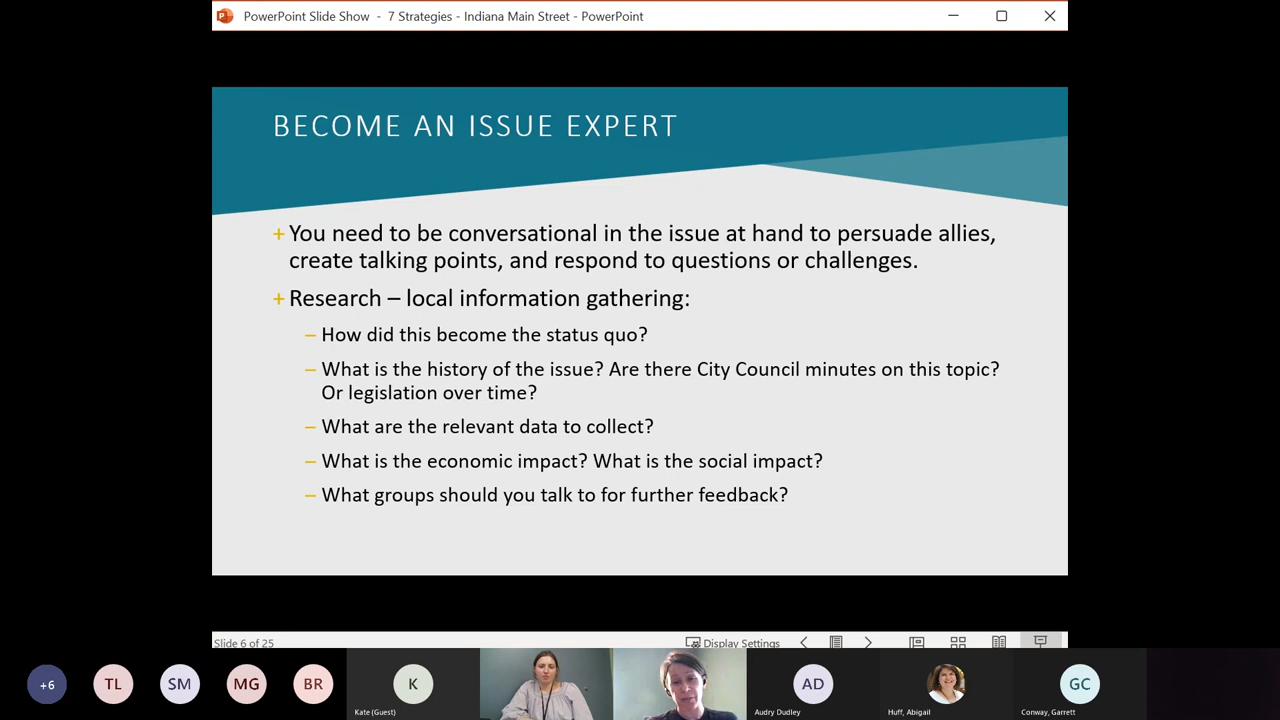 PowerPoint Slide Show - 7 Strategies - Indiana Main Street - PowerPoint
BECOME AN ISSUE EXPERT
+ You need to be conversational in the issue at hand to persuade allies,
create talking points, and respond to questions or challenges.
+ Research – local information gathering:
– How did this become the status quo?
– What is the history of the issue? Are there City Council minutes on this topic?
Or legislation over time?
– What are the relevant data to collect?
– What is the economic impact? What is the social impact?
– What groups should you talk to for further feedback?
Slide 6 of 25
Display Settings
+6
TL
SM
MG
BR
K
AD
GC
Kate (Guest)
Audry Dudley
Huff, Abigail
Conway, Garrett